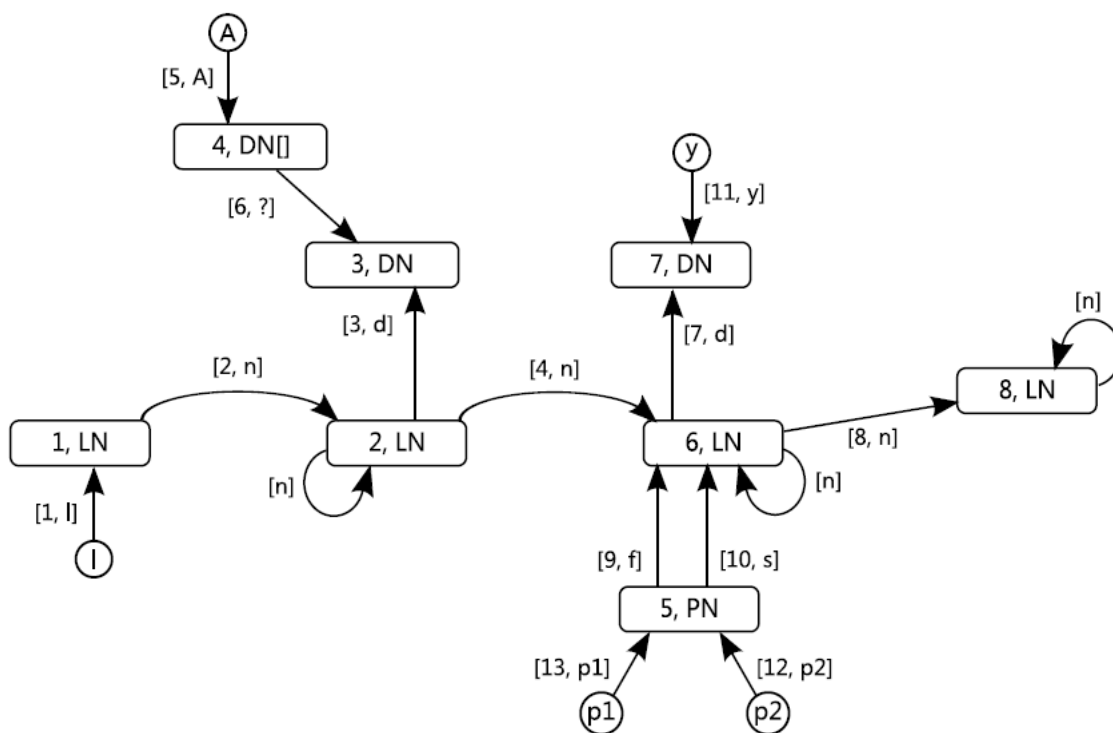 A
[5, A]
4, DN[]
y
[6, ?]
[11, y]
3, DN
7, DN
[n]
[3, d]
[7, d]
[2, n]
[4, n]
8, LN
1, LN
2, LN
6, LN
[8, n]
[n]
[n]
[1, l]
l
[9, f]
[10, s]
5, PN
[13, p1]
[12, p2]
p1
p2